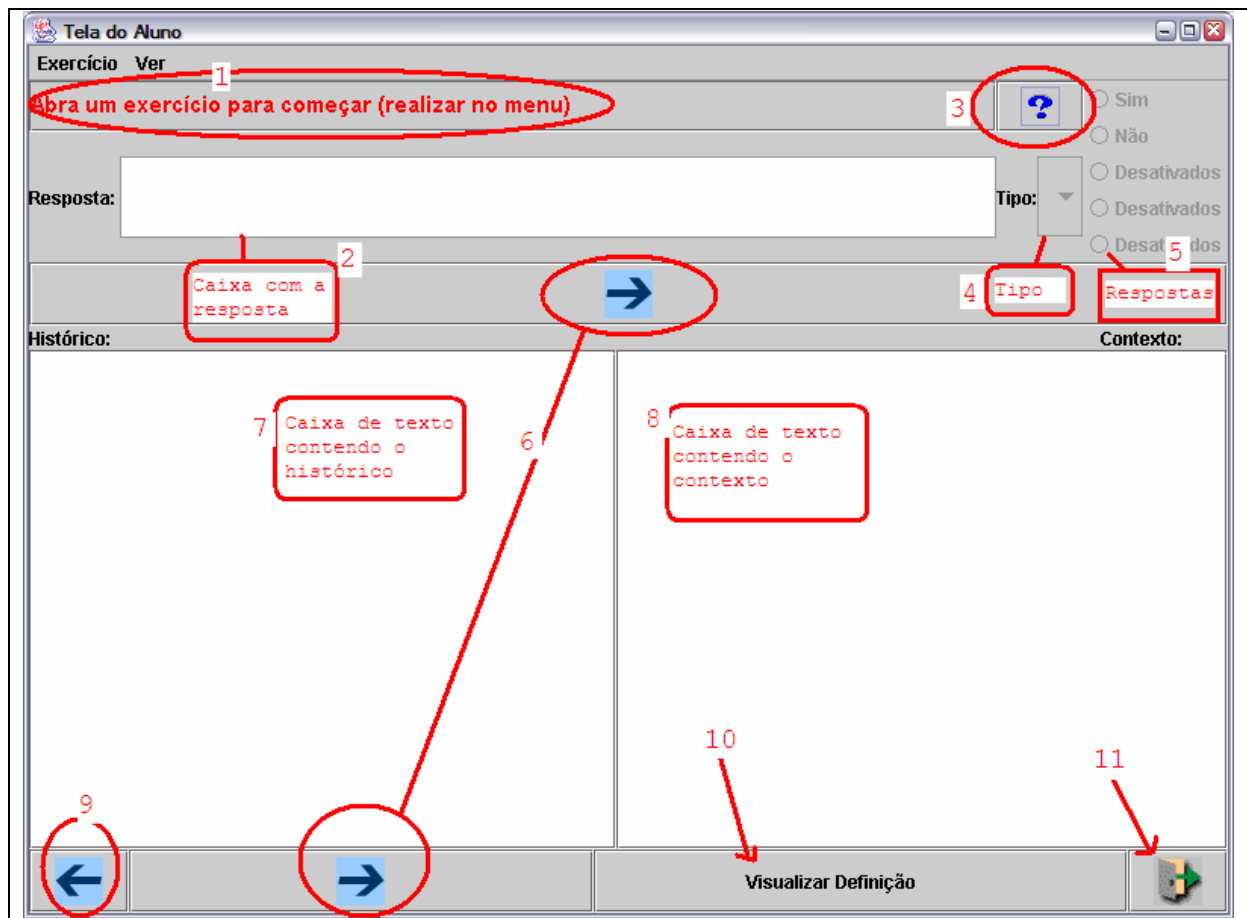 Tela do Aluno
Exercício Ver
1
Abra um exercício para começar (realizar no menu)
3
?
Sim
Não
Resposta:
Tipo:
Desativados
Desativados
Desativados
2
Caixa com a
resposta
4
Tipo
5
Respostas
Histórico:
Contexto:
7
Caixa de texto
contendo o
histórico
6
8
Caixa de texto
contendo o
contexto
10
11
9
Visualizar Definição